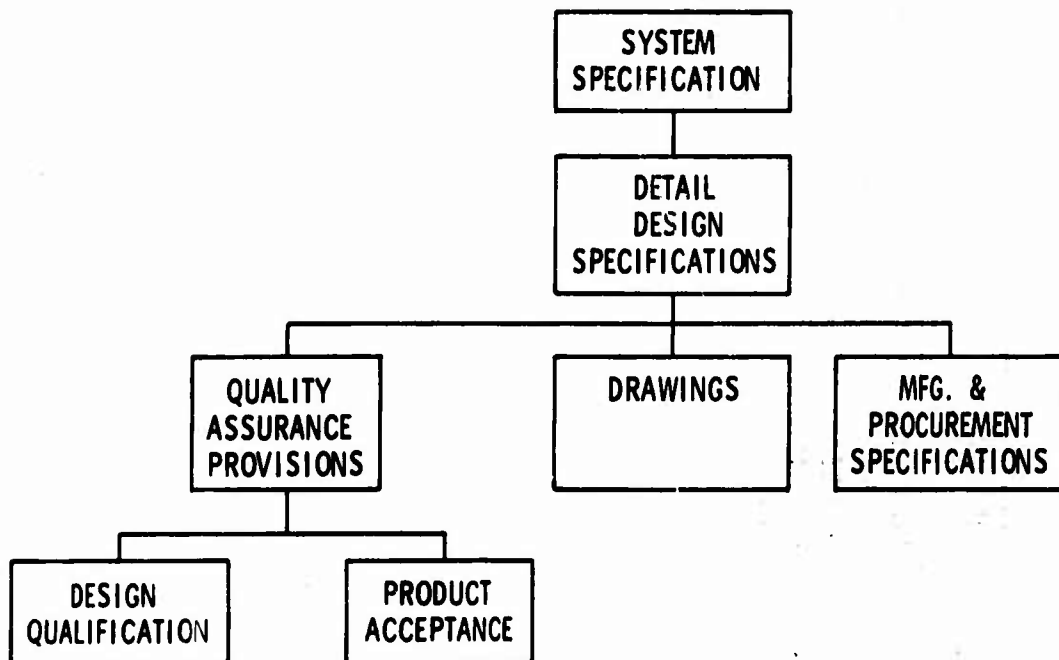 SYSTEM
SPECIFICATION
DETAIL
DESIGN
SPECIFICATIONS
QUALITY
ASSURANCE
PROVISIONS
DRAWINGS
MFG. &
PROCUREMENT
SPECIFICATIONS
DESIGN
QUALIFICATION
PRODUCT
ACCEPTANCE